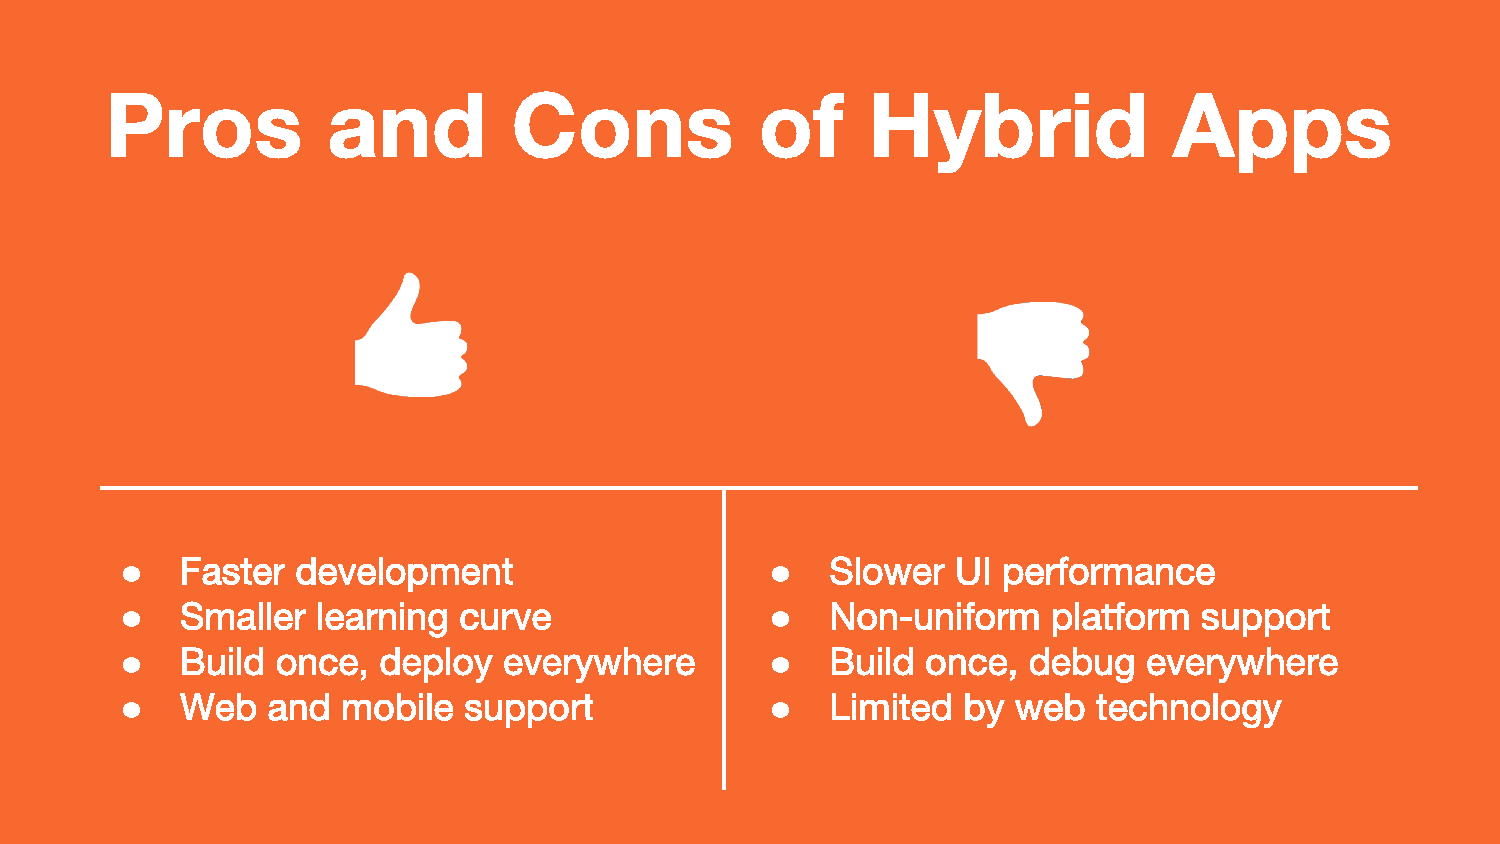 Pros and Cons of Hybrid Apps
● Faster development
● Smaller learning curve
● Build once, deploy everywhere
● Web and mobile support
● Slower UI performance
● Non-uniform platform support
● Build once, debug everywhere
● Limited by web technology